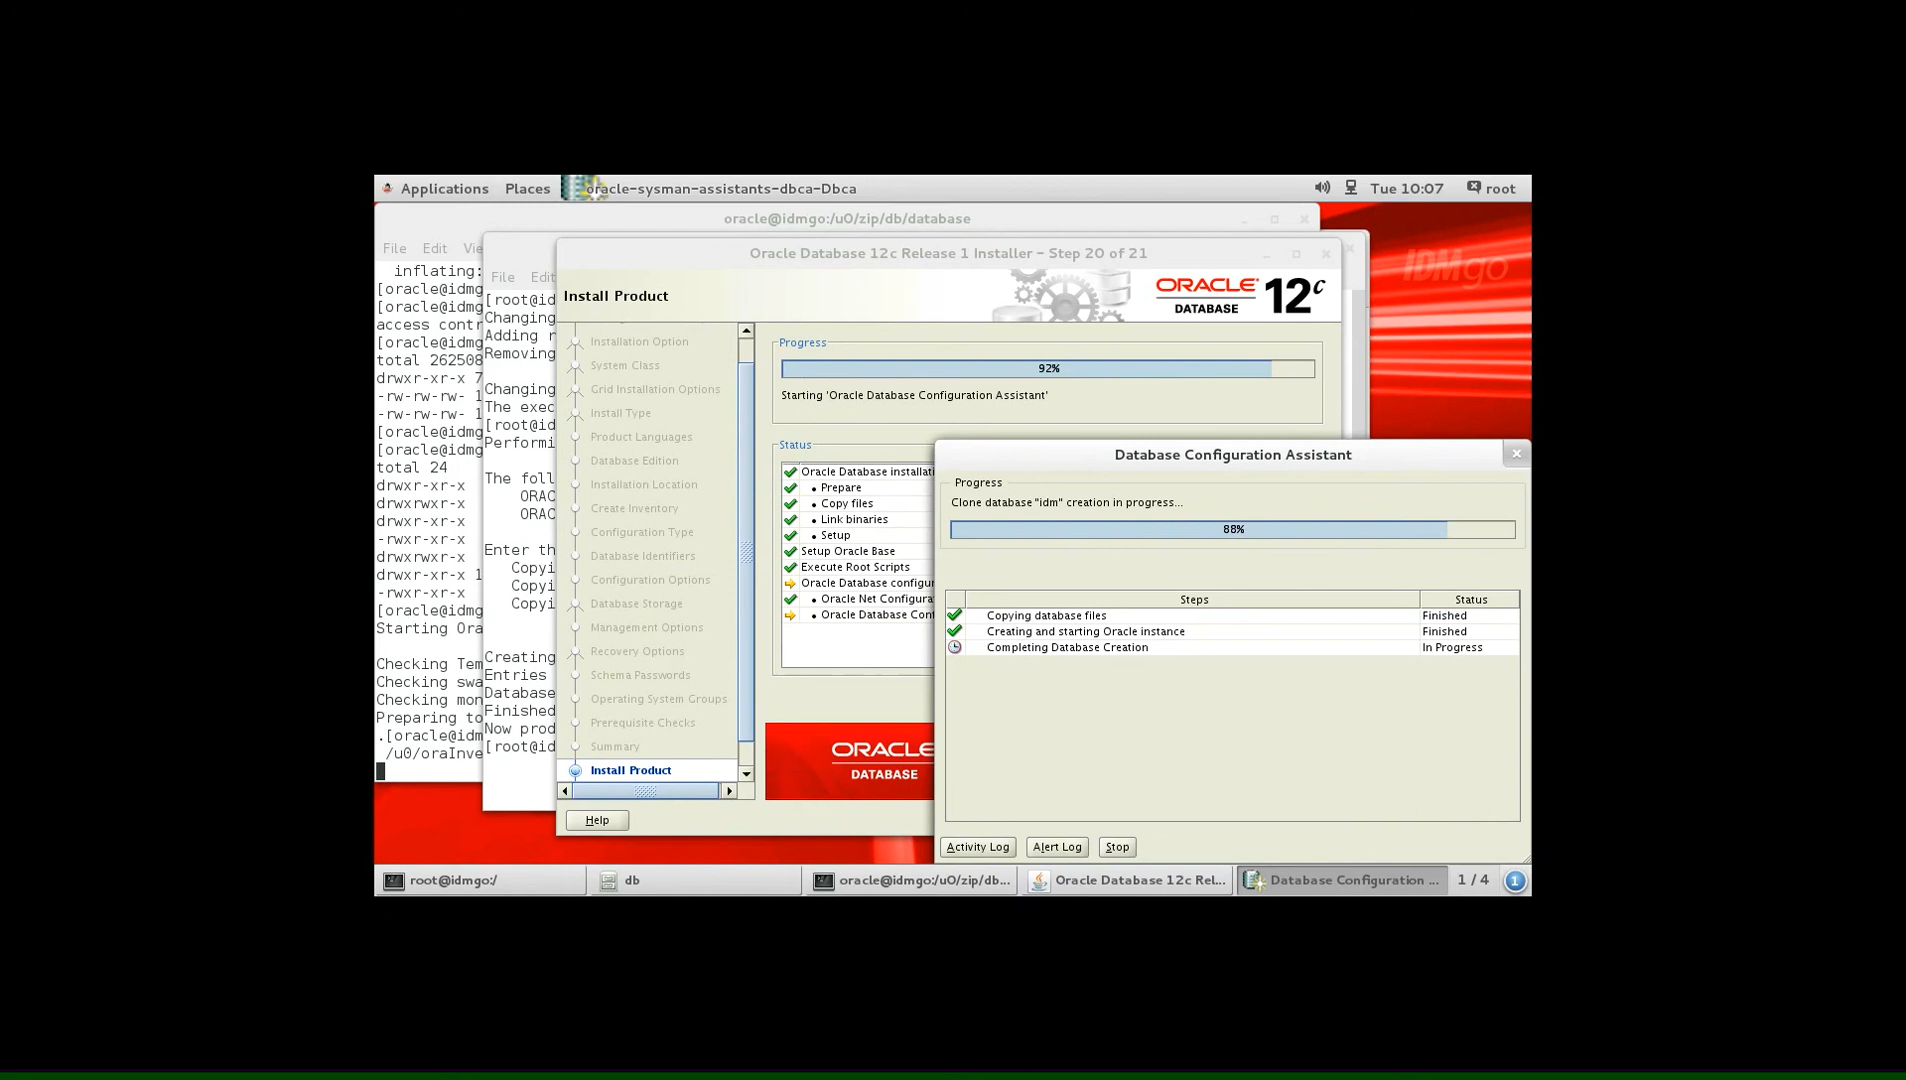 Applications Places oracle-sysman-assistants-dbca-Dbca Tue 10:07 root
oracle@idmgo:/u0/zip/db/database
File Edit
inflating:
[oracle@idmg
[oracle@idmg
access contr
[oracle@idmg
total 262508
drwxr-xr-x 7
-rw-rw-rw- 1
-rw-rw-rw- 1
[oracle@idmg
[oracle@idmg
total 24
drwxr-xr-x
drwxrwxr-x
-rwxr-xr-x
drwxrwxr-x
drwxr-xr-x 1
-rwxr-xr-x
[oracle@idmg
Starting Ora
Checking Tem
Checking swa
Checking mon
Preparing to
.[oracle@idm
/u0/oraInve
File Edit
[root@id
Changing
Adding r
Removing
Changing
The exec
[root@id
Performi
The foll
ORAC
ORAC
Enter th
Copyi
Copyi
Copyi
Creating
Entries
Database
Finished
Now prod
[root@id
Oracle Database 12c Release 1 Installer - Step 20 of 21
Install Product
ORACLE
DATABASE 12c
Installation Option
System Class
Grid Installation Options
Install Type
Product Languages
Database Edition
Installation Location
Create Inventory
Configuration Type
Database Identifiers
Configuration Options
Database Storage
Management Options
Recovery Options
Schema Passwords
Operating System Groups
Prerequisite Checks
Summary
Install Product
Help
Progress
92%
Starting 'Oracle Database Configuration Assistant'
Status
Oracle Database installati
• Prepare
• Copy files
• Link binaries
• Setup
Setup Oracle Base
Execute Root Scripts
Oracle Database configu
• Oracle Net Configura
• Oracle Database Con
ORACLE
DATABASE
IDMgo
Database Configuration Assistant
Progress
Clone database "idm" creation in progress...
88%
Steps Status
Copying database files Finished
Creating and starting Oracle instance Finished
Completing Database Creation In Progress
Activity Log Alert Log Stop
root@idmgo:/ db oracle@idmgo:/u0/zip/db... Oracle Database 12c Rel... Database Configuration ... 1 / 4 1